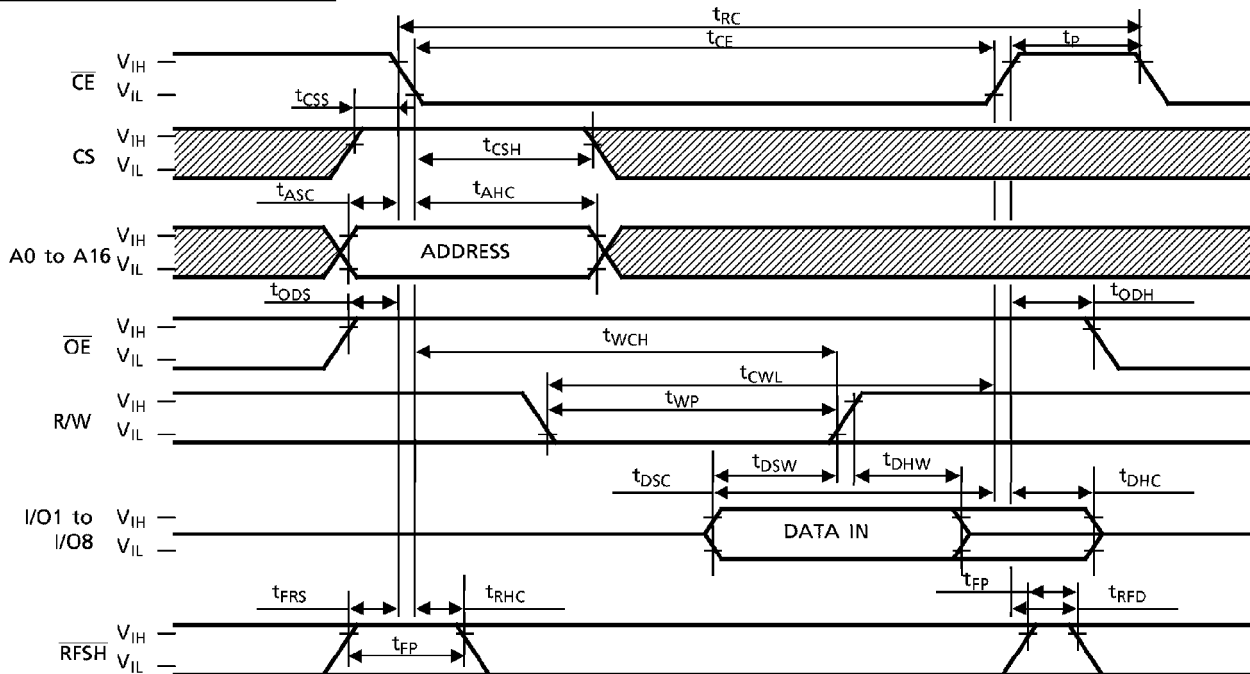 tRC
tCE
tP
CE VIH
VIL
tCSS
CS VIH
VIL
tCSH
tASC
tAHC
A0 to A16 VIH
VIL
ADDRESS
tODS
tODH
OE VIH
VIL
tWCH
tCWL
R/W VIH
VIL
tWP
tDSW
tDHW
tDSC
tDHC
I/O1 to
I/O8
VIH
VIL
DATA IN
tFP
tFRS
tRHC
tRFD
RFSH VIH
VIL
tFP